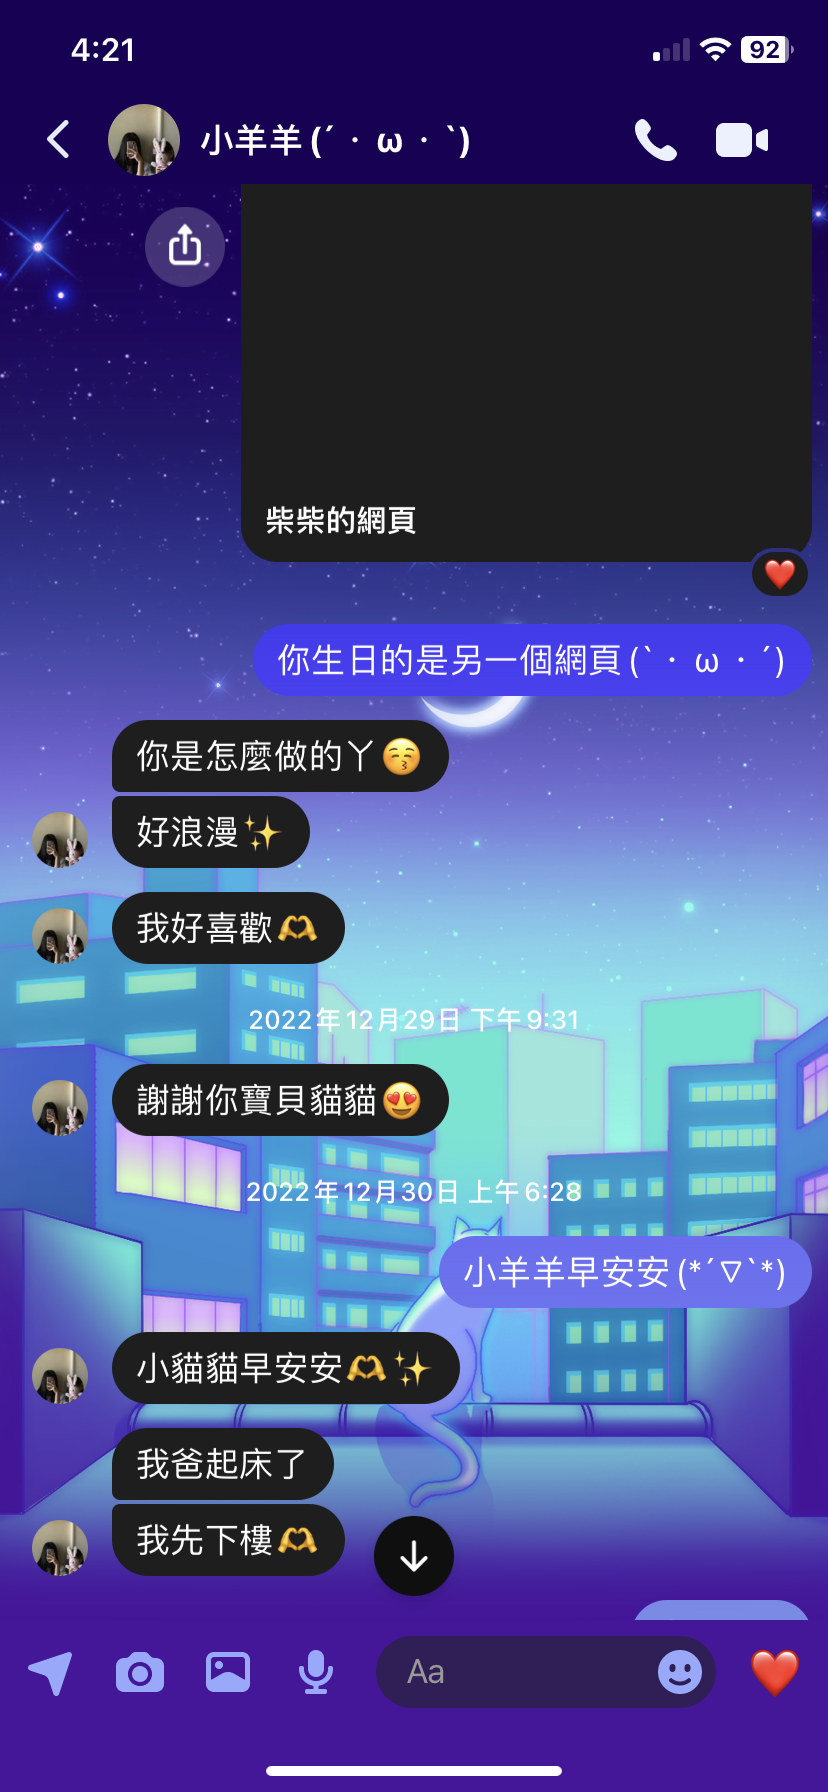 4:21
92
小羊羊(´・ω・`)
柴柴的網頁
你生日的是另一個網頁(`・ω・´)
你是怎麼做的丫😚
好浪漫✨
我好喜歡🫶
2022年12月29日 下午9:31
謝謝你寶貝貓貓😍
2022年12月30日 上午6:28
小羊羊早安安(*´∇`*)
小貓貓早安安🫶✨
我爸起床了
我先下樓🫶
Aa